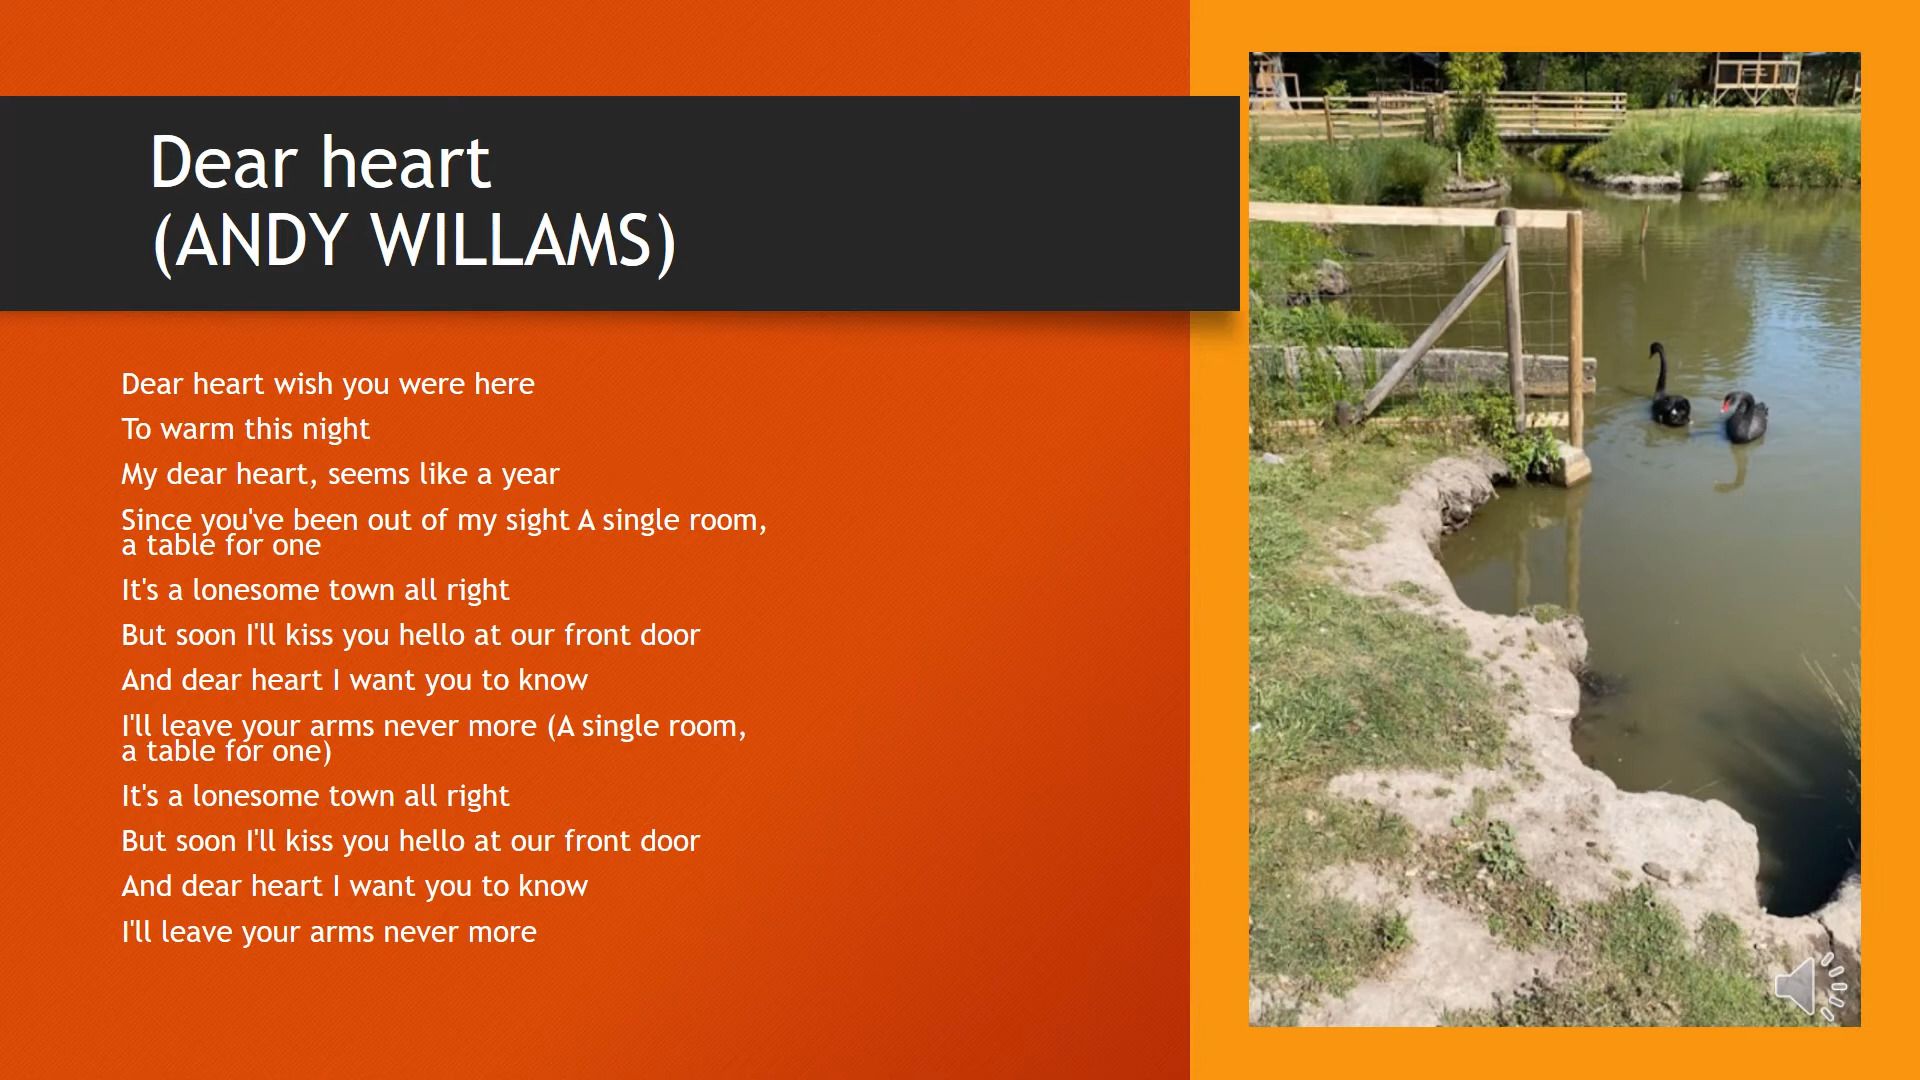 Dear heart
(ANDY WILLAMS)
Dear heart wish you were here
To warm this night
My dear heart, seems like a year
Since you've been out of my sight A single room,
a table for one
It's a lonesome town all right
But soon I'll kiss you hello at our front door
And dear heart I want you to know
I'll leave your arms never more (A single room,
a table for one)
It's a lonesome town all right
But soon I'll kiss you hello at our front door
And dear heart I want you to know
I'll leave your arms never more